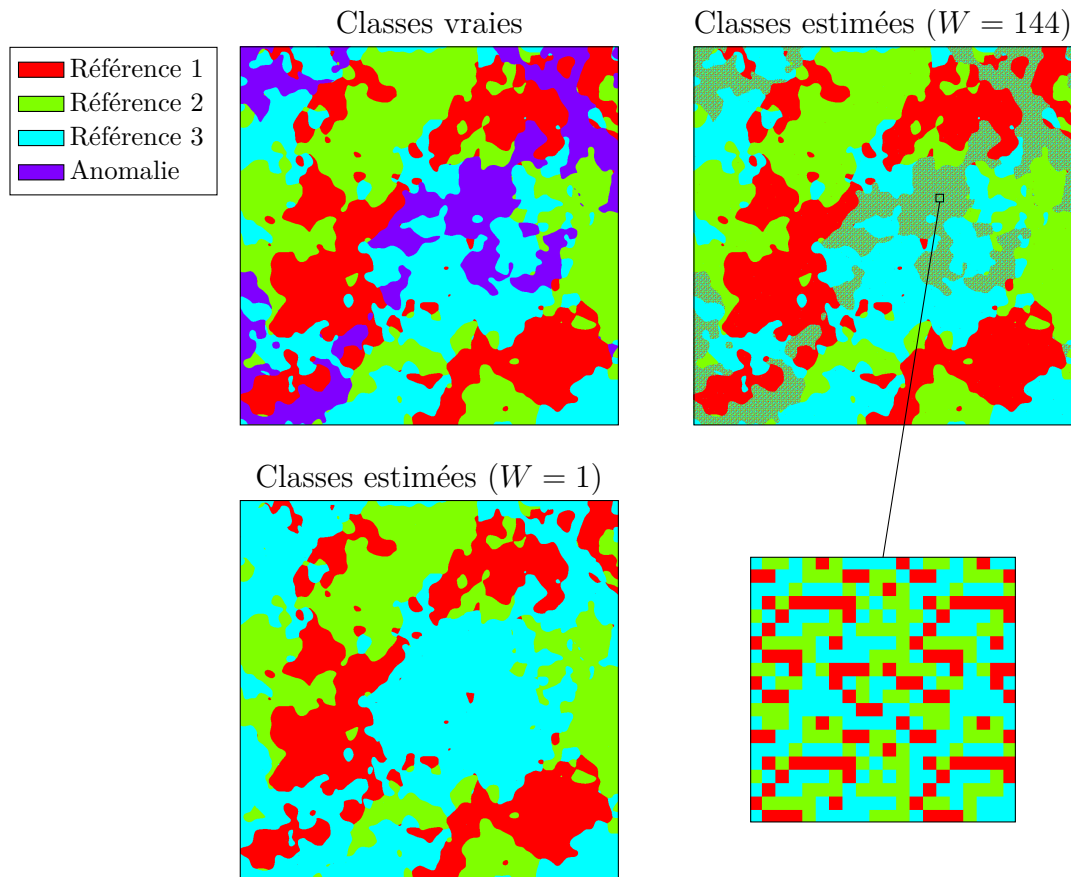 Classes vraies
Classes estimées (W = 144)
Référence 1
Référence 2
Référence 3
Anomalie
Classes estimées (W = 1)